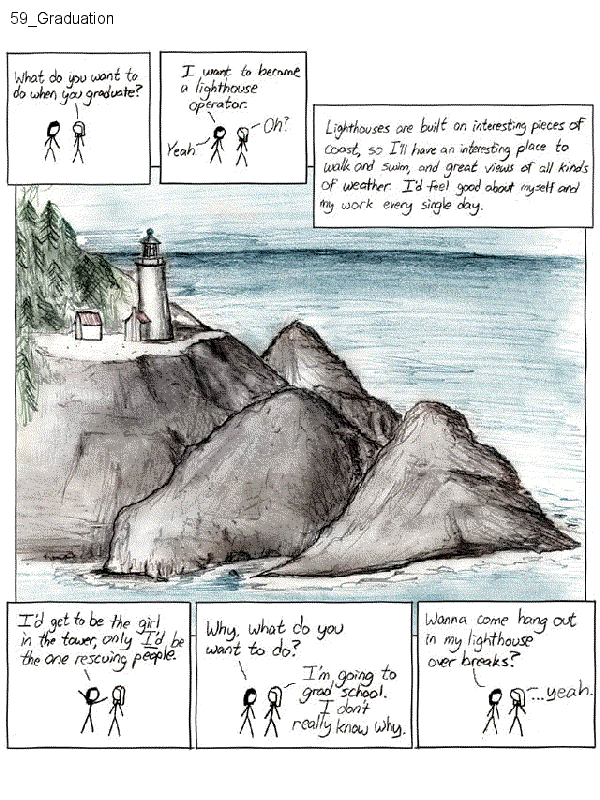 59_Graduation
What do you want to
do when you graduate?
I want to become
a lighthouse
operator.
Oh?
Yeah.
Lighthouses are built on interesting pieces of
coast, so I'll have an interesting place to
walk and swim, and great views of all kinds
of weather. I'd feel good about myself and
my work every single day.
I'd get to be the girl
in the tower, only I'd be
the one rescuing people.
Why, what do you
want to do?
I'm going to
grad school.
I don't
really know why.
Wanna come hang out
in my lighthouse
over breaks?
...yeah.